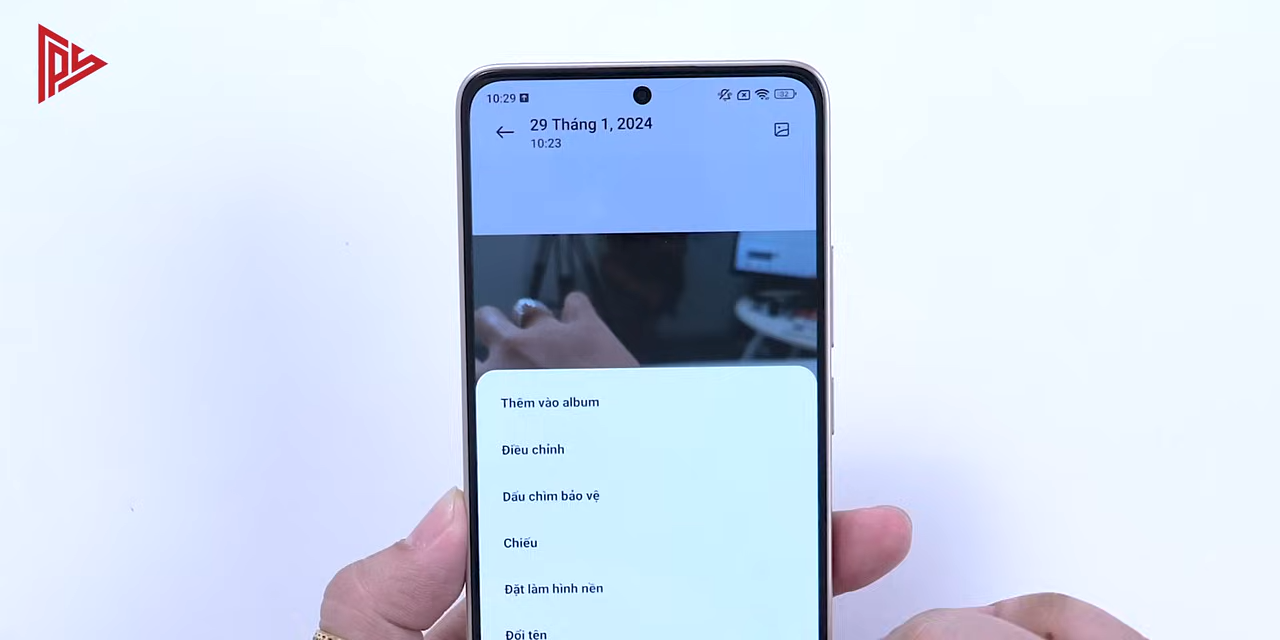 10:29
32
29 Tháng 1, 2024
10:23
Thêm vào album
Điều chỉnh
Dấu chìm bảo vệ
Chiếu
Đặt làm hình nền
Đổi tên